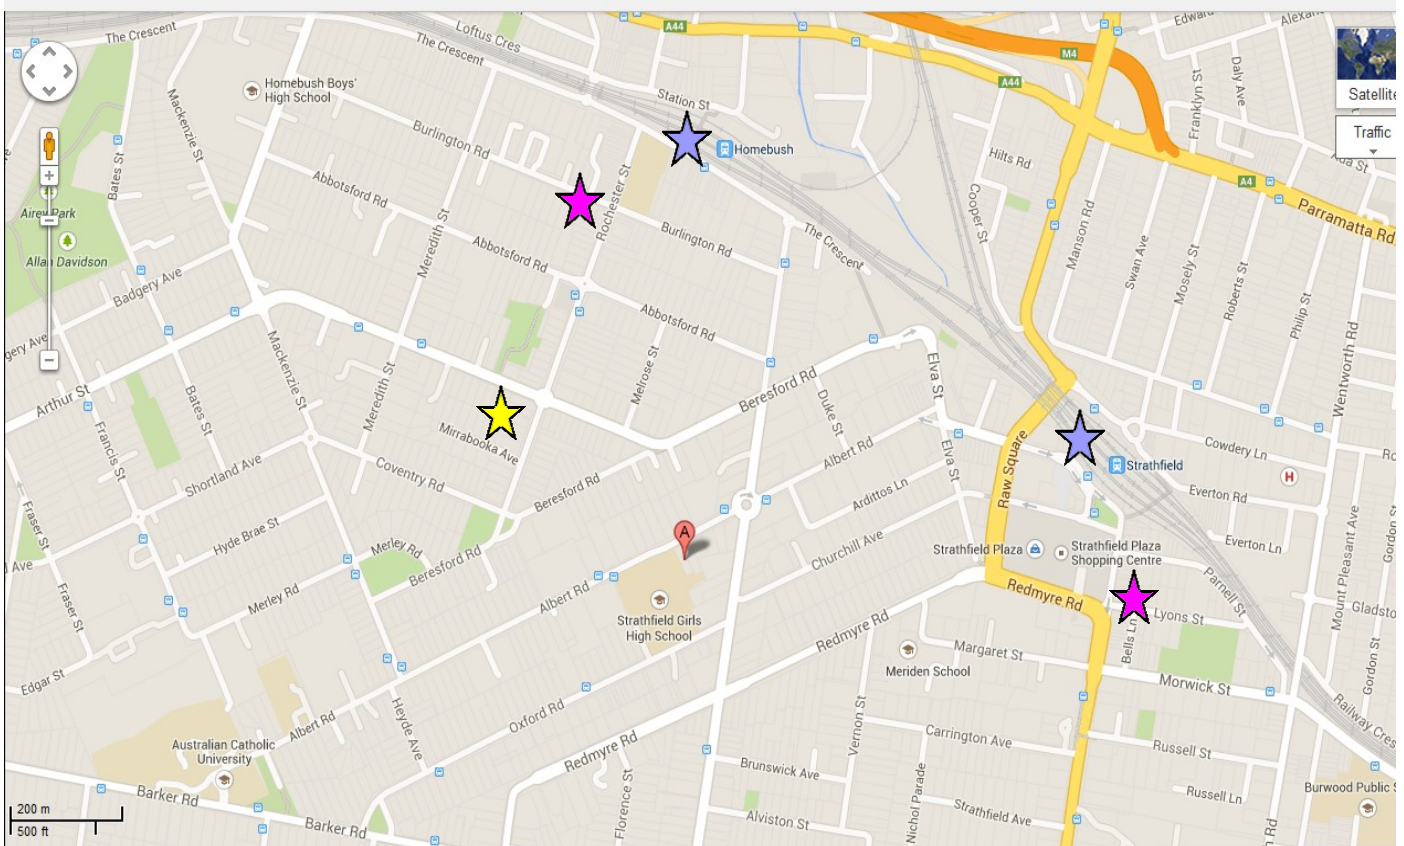 The Crescent
Loftus Cres
The Crescent
A44
M4
A44
Satellite
Traffic
Homebush Boys'
High School
Station St
Homebush
Mackenzie St
Bates St
Burlington Rd
Abbotsford Rd
Rochester St
Meredith St
Hilts Rd
Cooper St
Franklyn St
Daly Ave
A4
Parramatta Rd
Airey Park
Allan Davidson
Badgery Ave
Abbotsford Rd
Burlington Rd
The Crescent
Manson Rd
Swan Ave
Mosely St
Roberts St
Philip St
Wentworth Rd
Abbotsford Rd
Mackenzie St
Meredith St
Melrose St
Beresford Rd
Elva St
Duke St
Arthur St
Bates St
Francis St
Mirrabooka Ave
Shortland Ave
Coventry Rd
Beresford Rd
Albert Rd
Elva St
Raw Square
Strathfield
Cowdery Ln
H
Everton Rd
Ardittos Ln
Fraser St
Hyde Brae St
Merley Rd
Beresford Rd
A
Churchill Ave
Strathfield Plaza
Strathfield Plaza
Shopping Centre
Everton Ln
Mount Pleasant Ave
Gordon St
Parnell St
Fraser St
Merley Rd
Albert Rd
Strathfield Girls
High School
Redmyre Rd
Redmyre Rd
Lyons St
Bells Ln
Margaret St
Meriden School
Morwick St
Gordon St
Edgar St
Albert Rd
Heyde Ave
Oxford Rd
Redmyre Rd
Vernon St
Carrington Ave
Russell St
Railway Cres
Australian Catholic
University
Brunswick Ave
Florence St
Nichol Parade
Russell Ln
Burwood Public
Barker Rd
Barker Rd
Alviston St
Strathfield Ave
200 m
500 ft